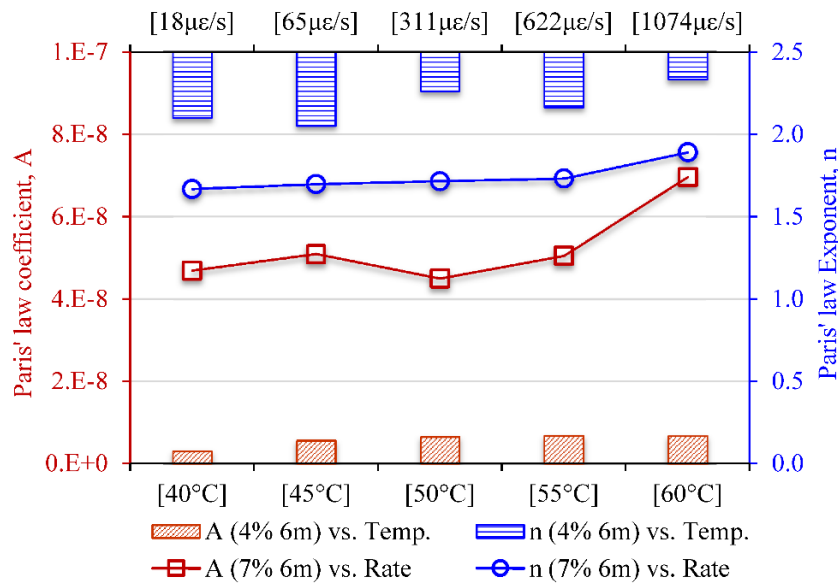 [18µε/s] [65µε/s] [311µε/s] [622µε/s] [1074µε/s]
1.E-7 2.5
8.E-8 2.0
6.E-8 1.5
4.E-8 1.0
2.E-8 0.5
0.E+0 0.0
Paris' law coefficient, A
Paris' law Exponent, n
[40°C] [45°C] [50°C] [55°C] [60°C]
A (4% 6m) vs. Temp. n (4% 6m) vs. Temp.
A (7% 6m) vs. Rate n (7% 6m) vs. Rate